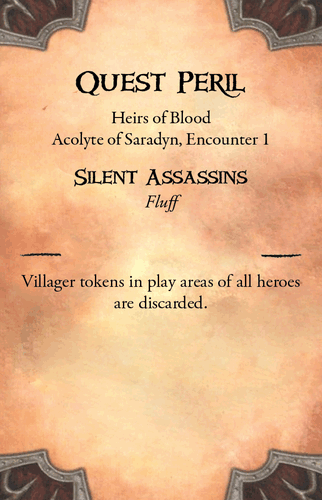 Quest Peril
Heirs of Blood
Acolyte of Saradyn, Encounter 1
Silent Assassins
Fluff
Villager tokens in play areas of all heroes
are discarded.